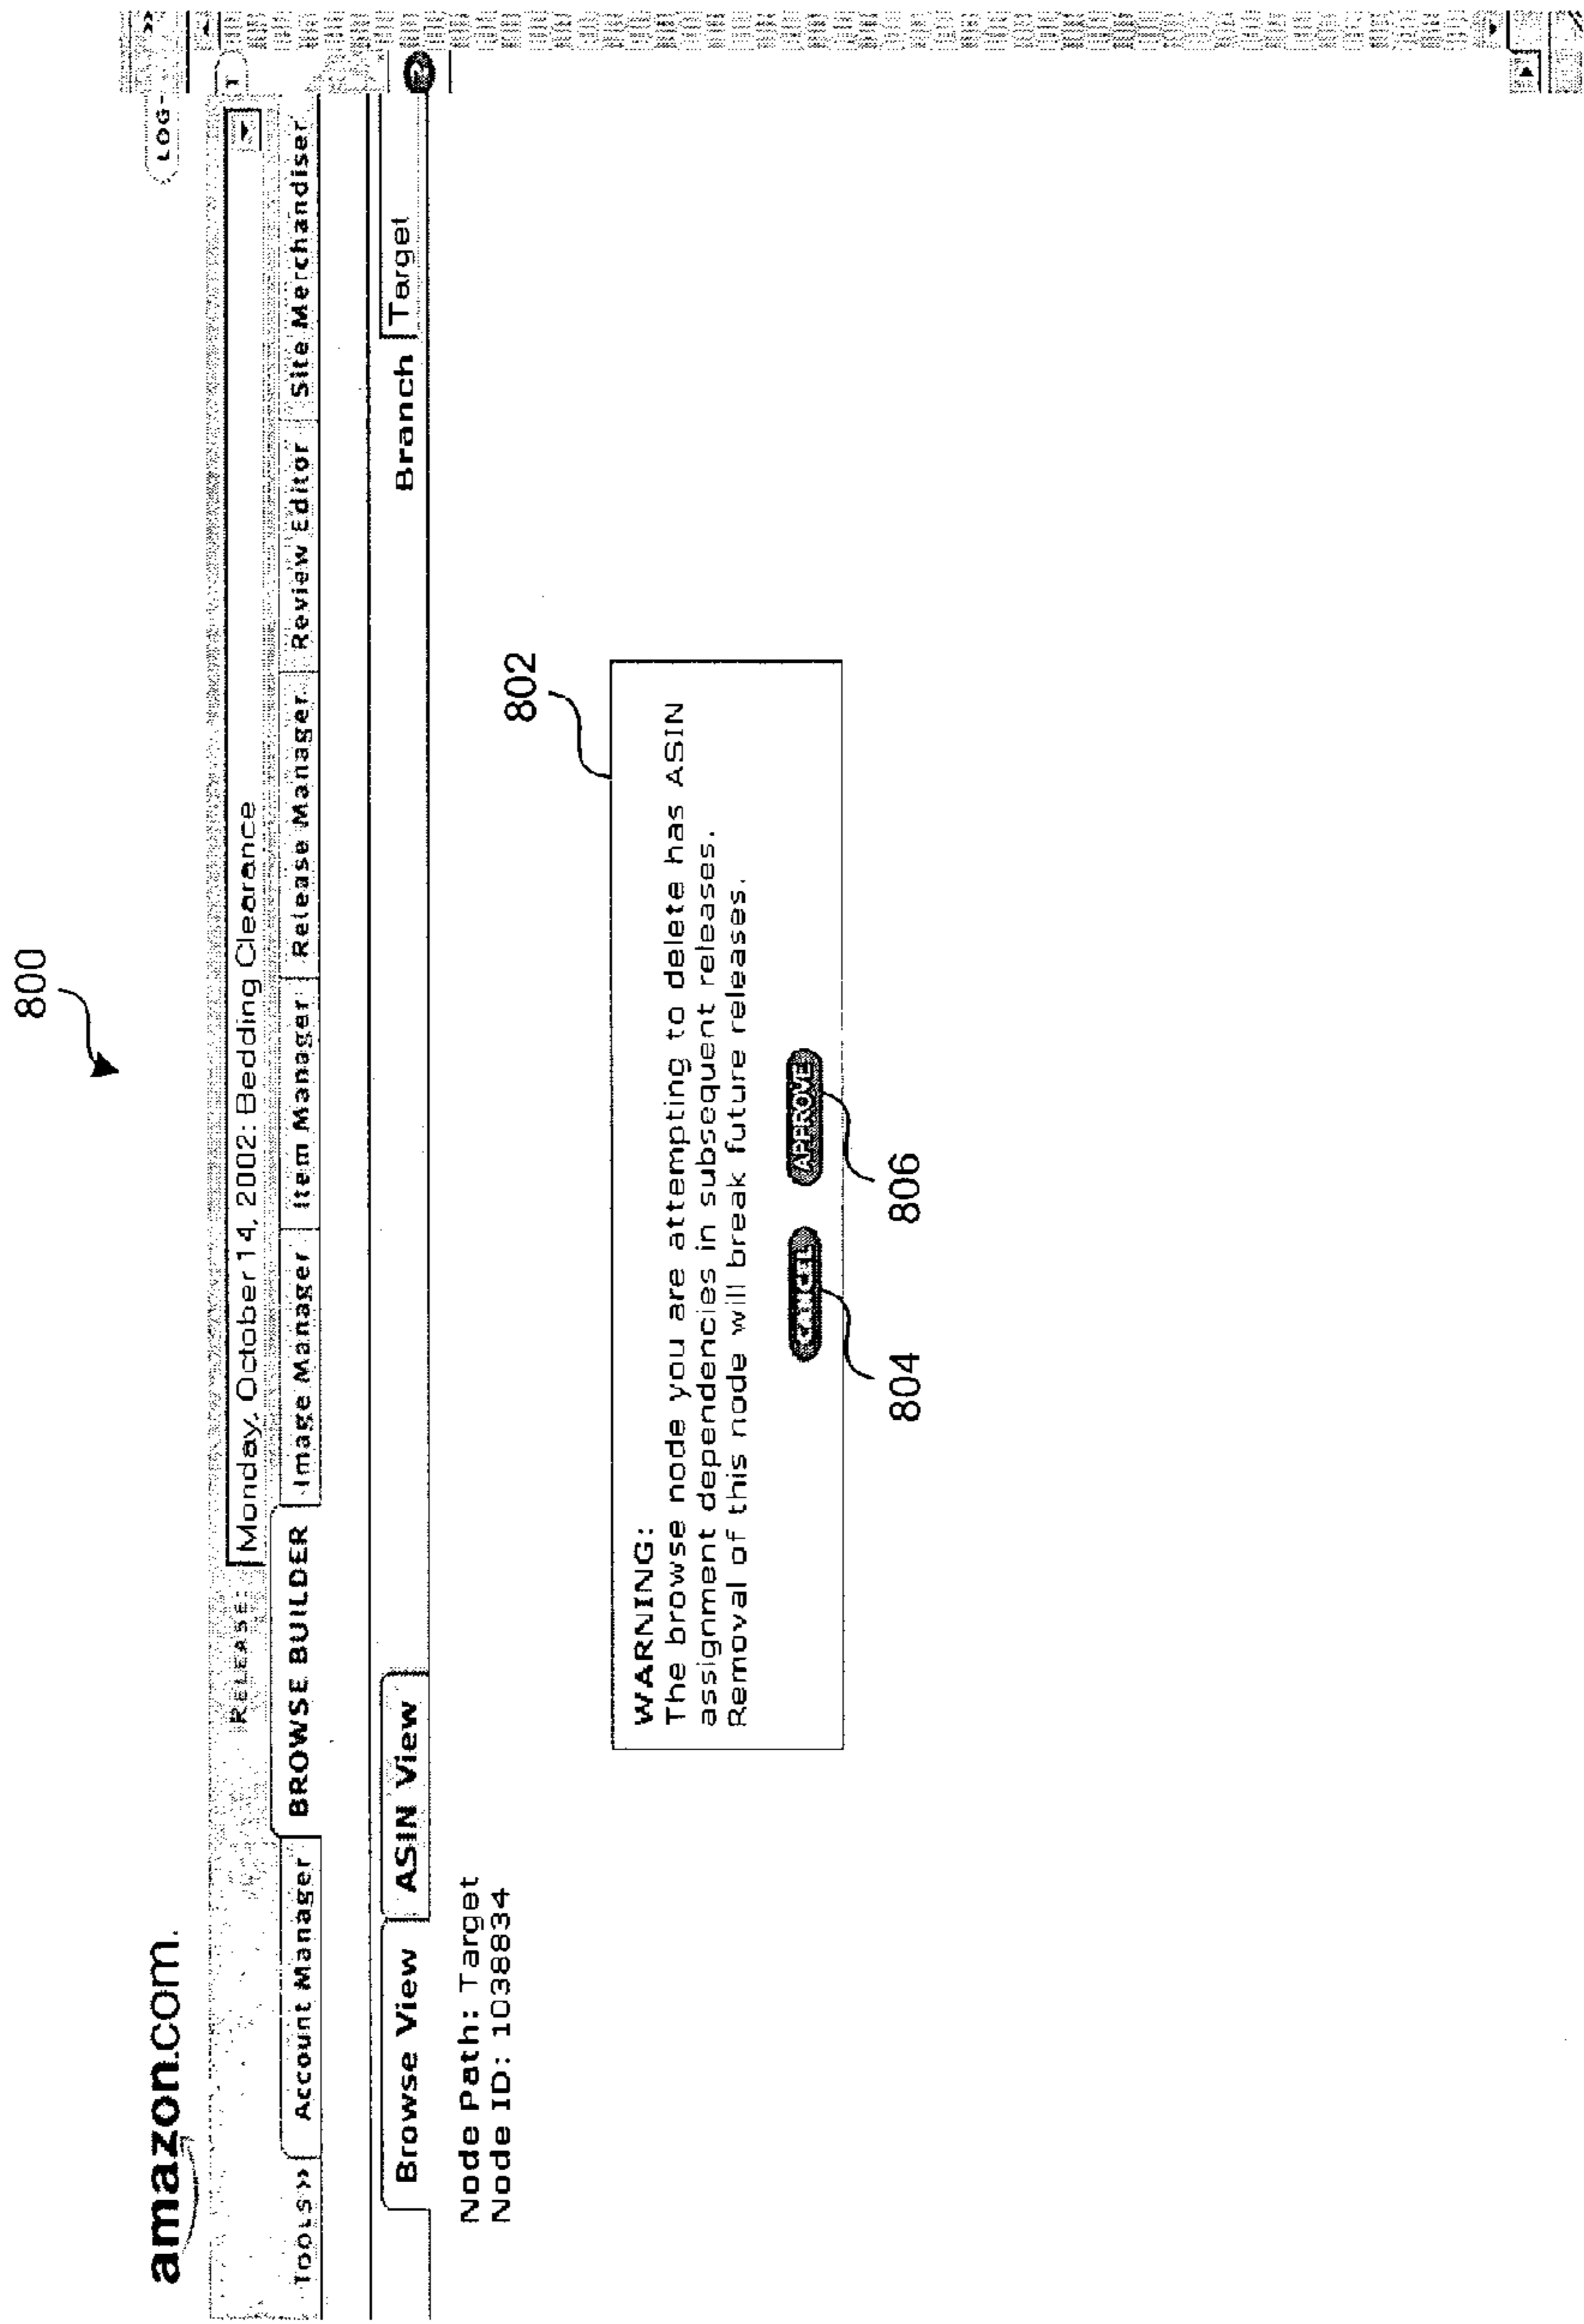 800
amazon.com.
LOG-
RELEASE: Monday, October 14, 2002: Bedding Clearance
TOOLS >> Account Manager BROWSE BUILDER Image Manager Item Manager Release Manager Review Editor Site Merchandiser
Browse View ASIN View Branch Target ?
Node Path: Target
Node ID: 1038834
802
WARNING:
The browse node you are attempting to delete has ASIN
assignment dependencies in subsequent releases.
Removal of this node will break future releases.
CANCEL APPROVE
804 806